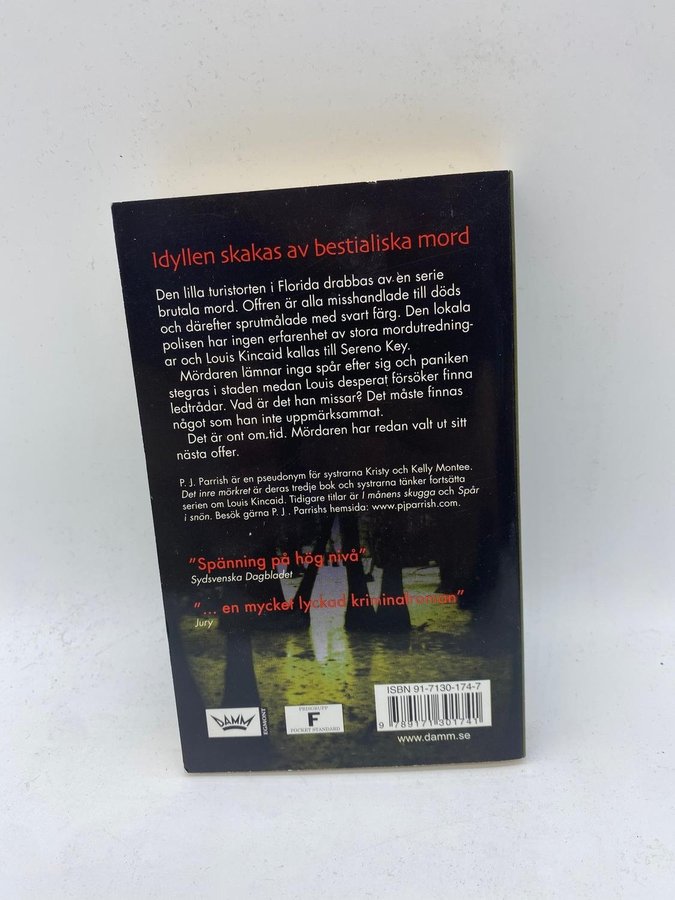 Idyllen skakas av bestialiska mord
Den lilla turistorten i Florida drabbas av en serie
brutala mord. Offren är alla misshandlade till döds
och därefter sprutmålade med svart färg. Den lokala
polisen har ingen erfarenhet av stora mordutredning-
ar och Louis Kincaid kallas till Sereno Key.
Mördaren lämnar inga spår efter sig och paniken
stegras i staden medan Louis desperat försöker finna
ledtrådar. Vad är det han missar? Det måste finnas
något som han inte uppmärksammat.
Det är ont om tid. Mördaren har redan valt ut sitt
nästa offer.
P. J. Parrish är en pseudonym för systrarna Kristy och Kelly Montee.
Det inre mörkret är deras tredje bok och systrarna tänker fortsätta
serien om Louis Kincaid. Tidigare titlar är I månens skugga och Spår
i snön. Besök gärna P. J . Parrishs hemsida: www.pjparrish.com.
"Spänning på hög nivå"
Sydsvenska Dagbladet
"... en mycket lyckad kriminalroman"
Jury
ISBN 91-7130-174-7
9 789171 301741
www.damm.se
DAMM
EGMONT
PRISGRUPP
F
POCKET STANDARD